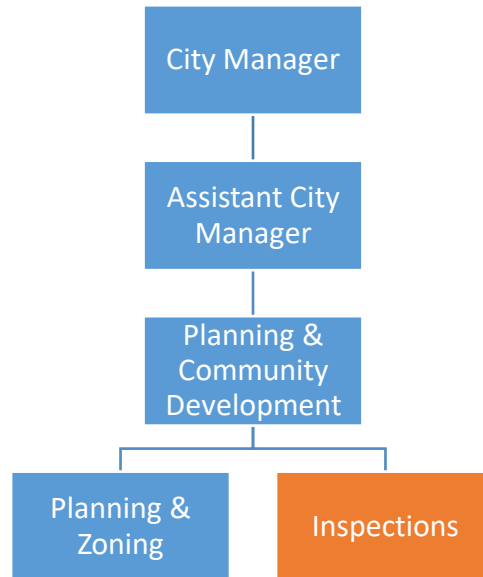 City Manager
Assistant City
Manager
Planning &
Community
Development
Planning &
Zoning
Inspections